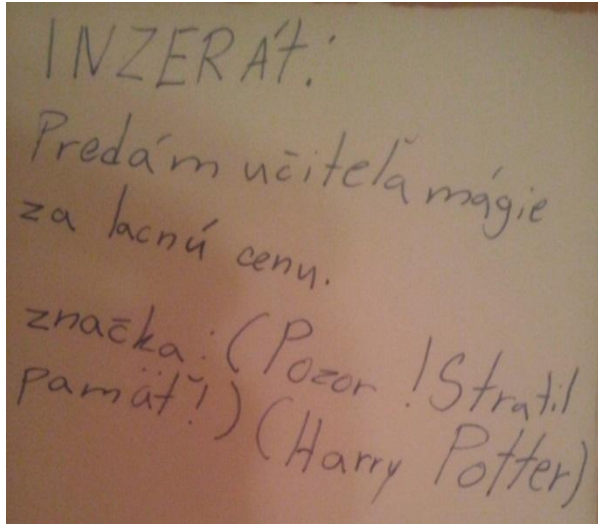 INZERÁT:
Predám učiteľa mágie
za lacnú cenu.
značka: (Pozor ! Stratil
pamäť!) (Harry Potter)